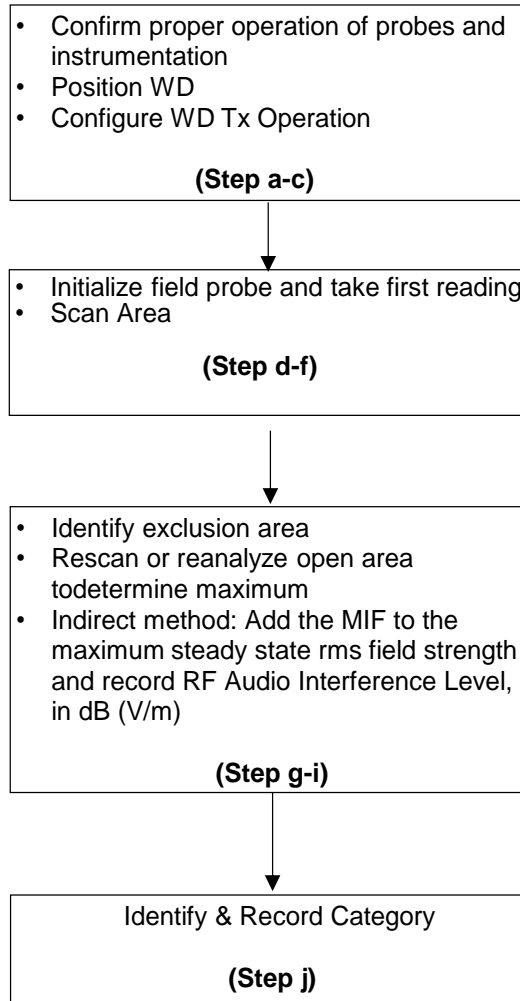 • Confirm proper operation of probes and
instrumentation
• Position WD
• Configure WD Tx Operation
(Step a-c)
• Initialize field probe and take first reading
• Scan Area
(Step d-f)
• Identify exclusion area
• Rescan or reanalyze open area
todetermine maximum
• Indirect method: Add the MIF to the
maximum steady state rms field strength
and record RF Audio Interference Level,
in dB (V/m)
(Step g-i)
Identify & Record Category
(Step j)